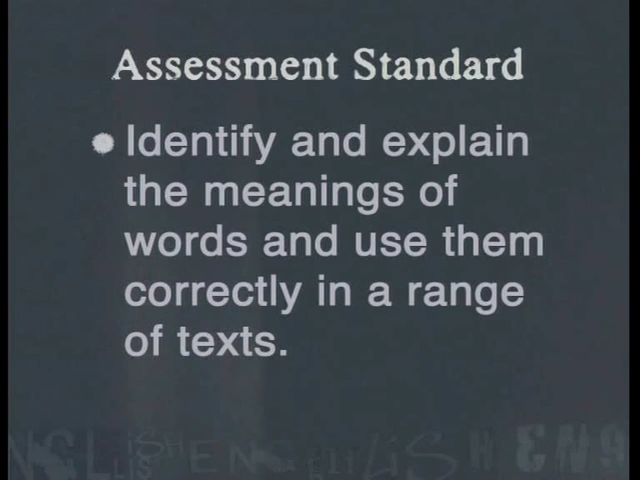 Assessment Standard
Identify and explain
the meanings of
words and use them
correctly in a range
of texts.